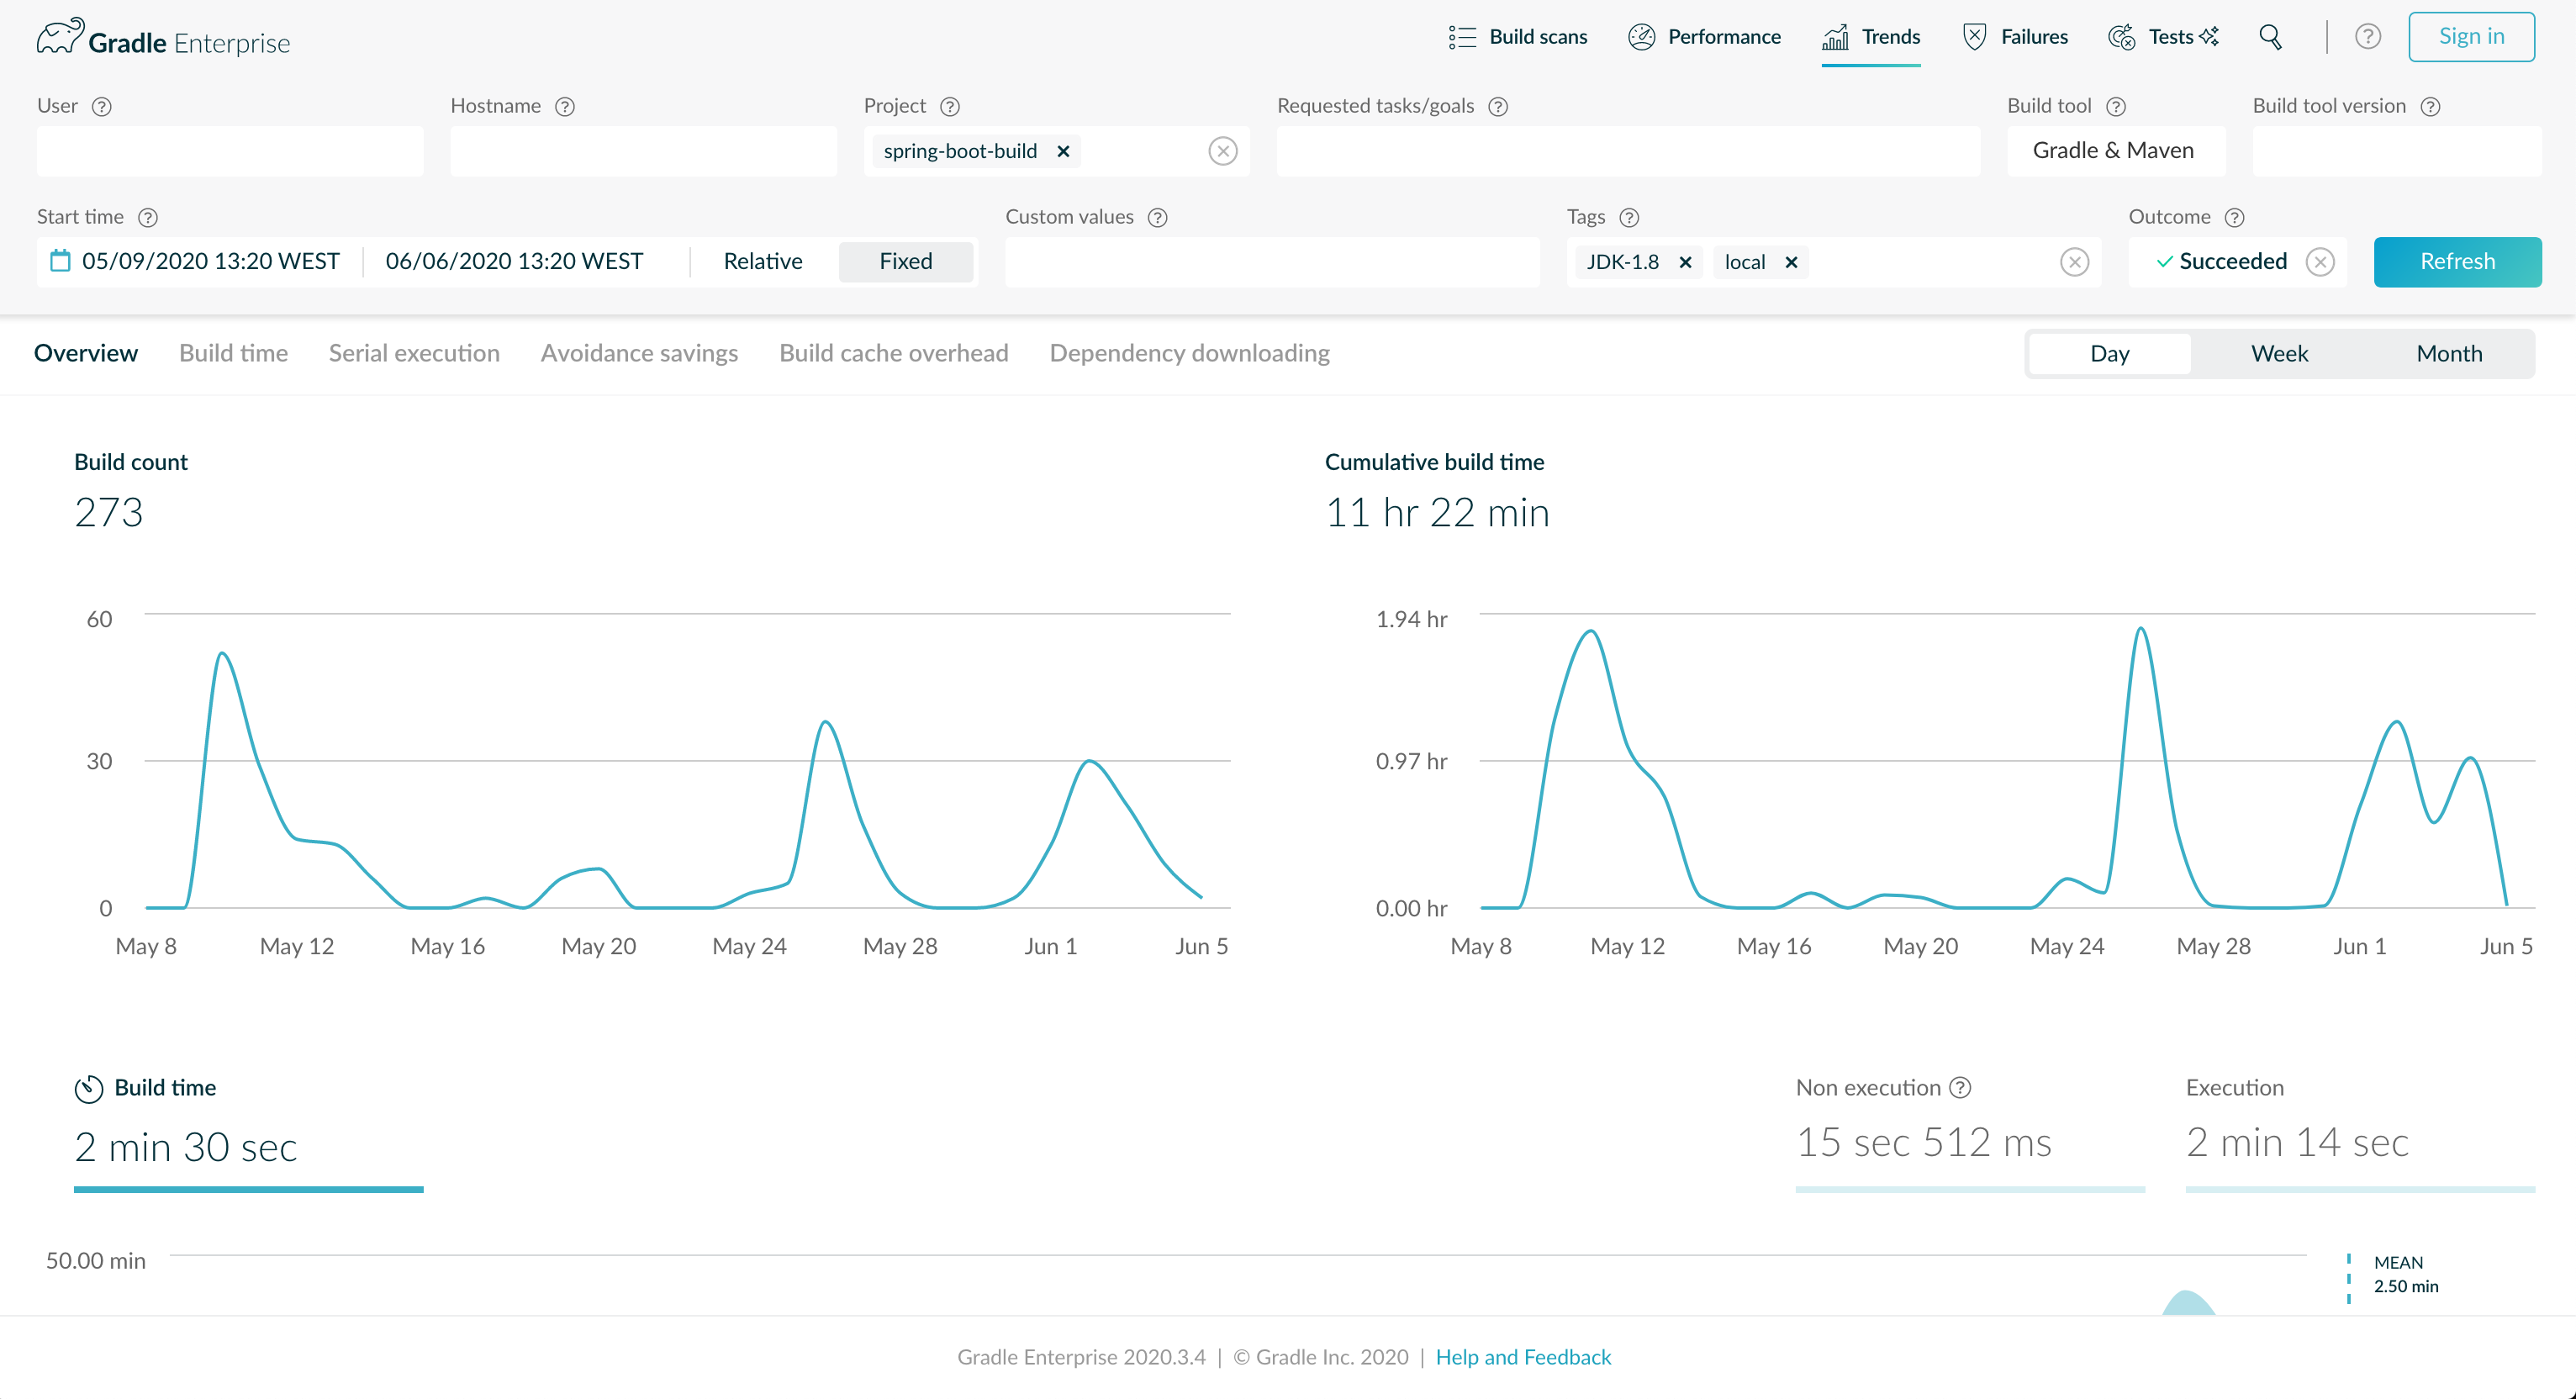 Gradle Enterprise
Build scans Performance Trends Failures Tests Sign in
User Hostname Project Requested tasks/goals Build tool Build tool version
spring-boot-build Gradle & Maven
Start time Custom values Tags Outcome
05/09/2020 13:20 WEST 06/06/2020 13:20 WEST Relative Fixed JDK-1.8 local Succeeded Refresh
Overview Build time Serial execution Avoidance savings Build cache overhead Dependency downloading Day Week Month
Build count
273
60
30
0
May 8 May 12 May 16 May 20 May 24 May 28 Jun 1 Jun 5
Cumulative build time
11 hr 22 min
1.94 hr
0.97 hr
0.00 hr
May 8 May 12 May 16 May 20 May 24 May 28 Jun 1 Jun 5
Build time
2 min 30 sec
Non execution
15 sec 512 ms
Execution
2 min 14 sec
50.00 min
MEAN
2.50 min
Gradle Enterprise 2020.3.4 | © Gradle Inc. 2020 | Help and Feedback